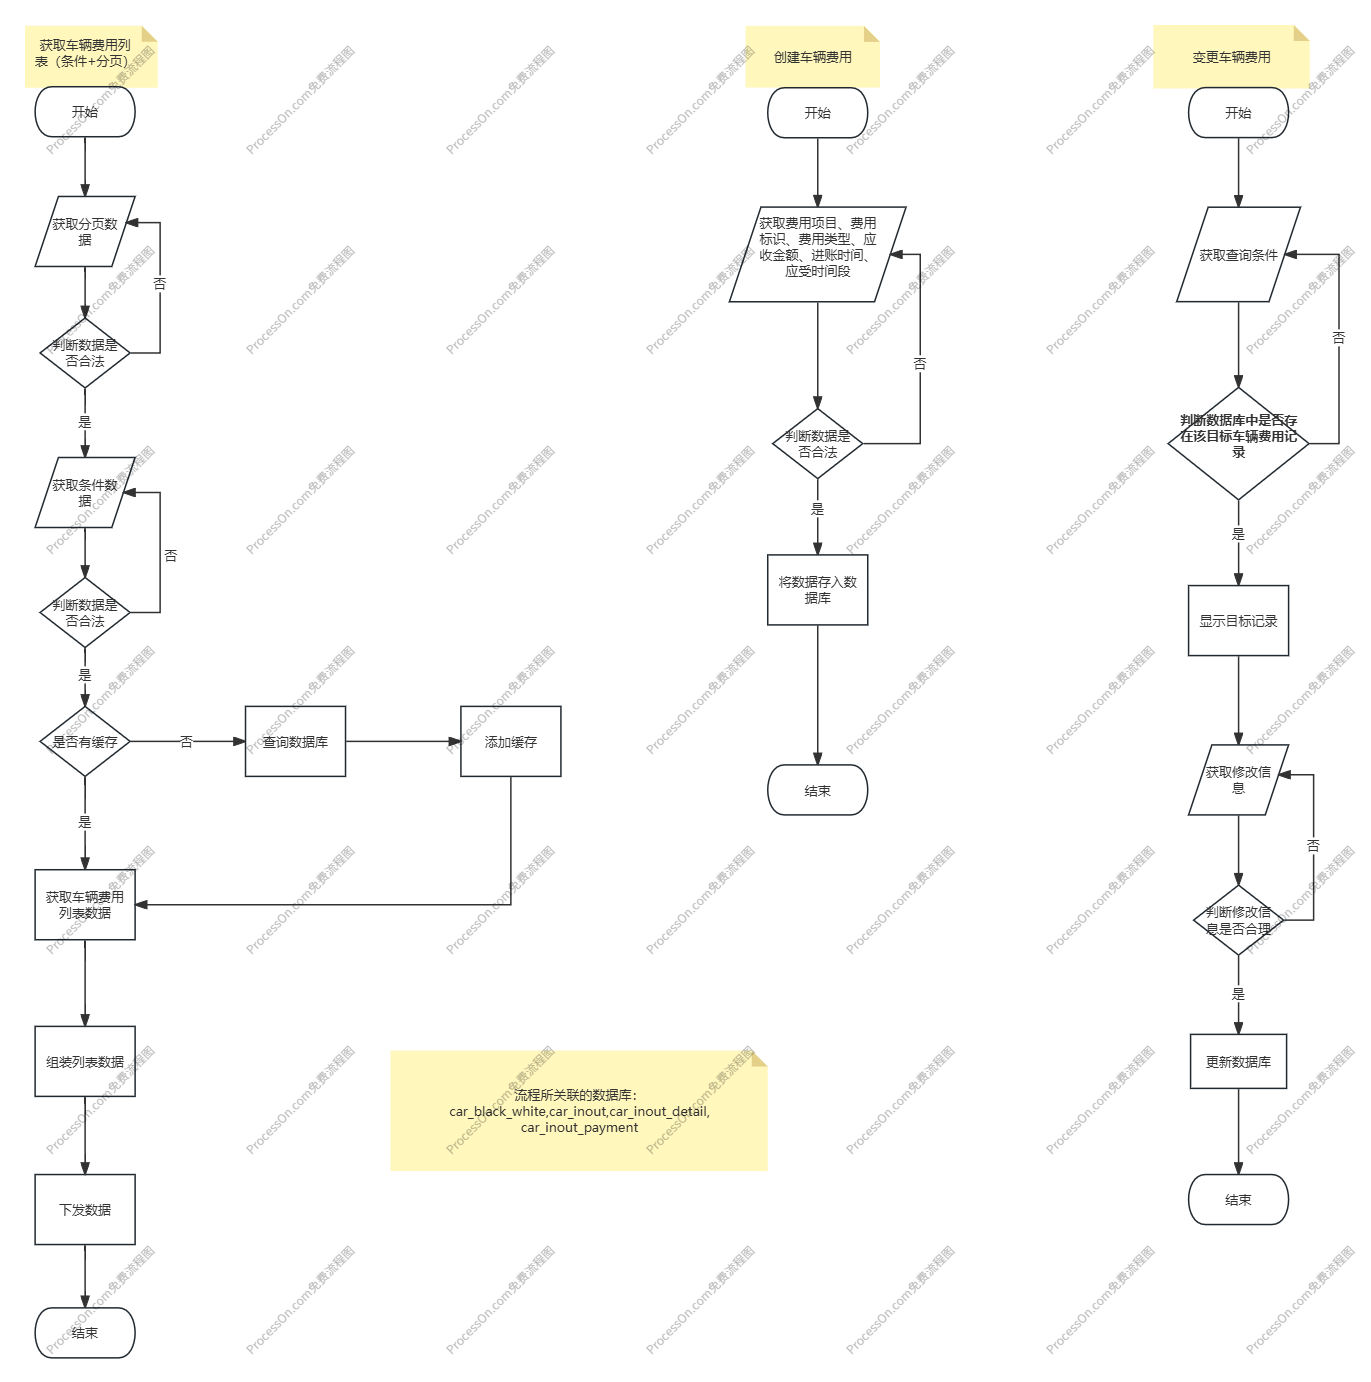 获取车辆费用列
表（条件+分页）
开始
获取分页数
据
否
判断数据是
否合法
是
获取条件数
据
否
判断数据是
否合法
是
是否有缓存
否
查询数据库
添加缓存
是
获取车辆费用
列表数据
组装列表数据
下发数据
结束
流程所关联的数据库：
car_black_white,car_inout,car_inout_detail,
car_inout_payment
创建车辆费用
开始
获取费用项目、费用
标识、费用类型、应
收金额、进账时间、
应受时间段
否
判断数据是
否合法
是
将数据存入数
据库
结束
变更车辆费用
开始
获取查询条件
否
判断数据库中是否存
在该目标车辆费用记
录
是
显示目标记录
获取修改信
息
否
判断修改信
息是否合理
是
更新数据库
结束
ProcessOn.com免费流程图